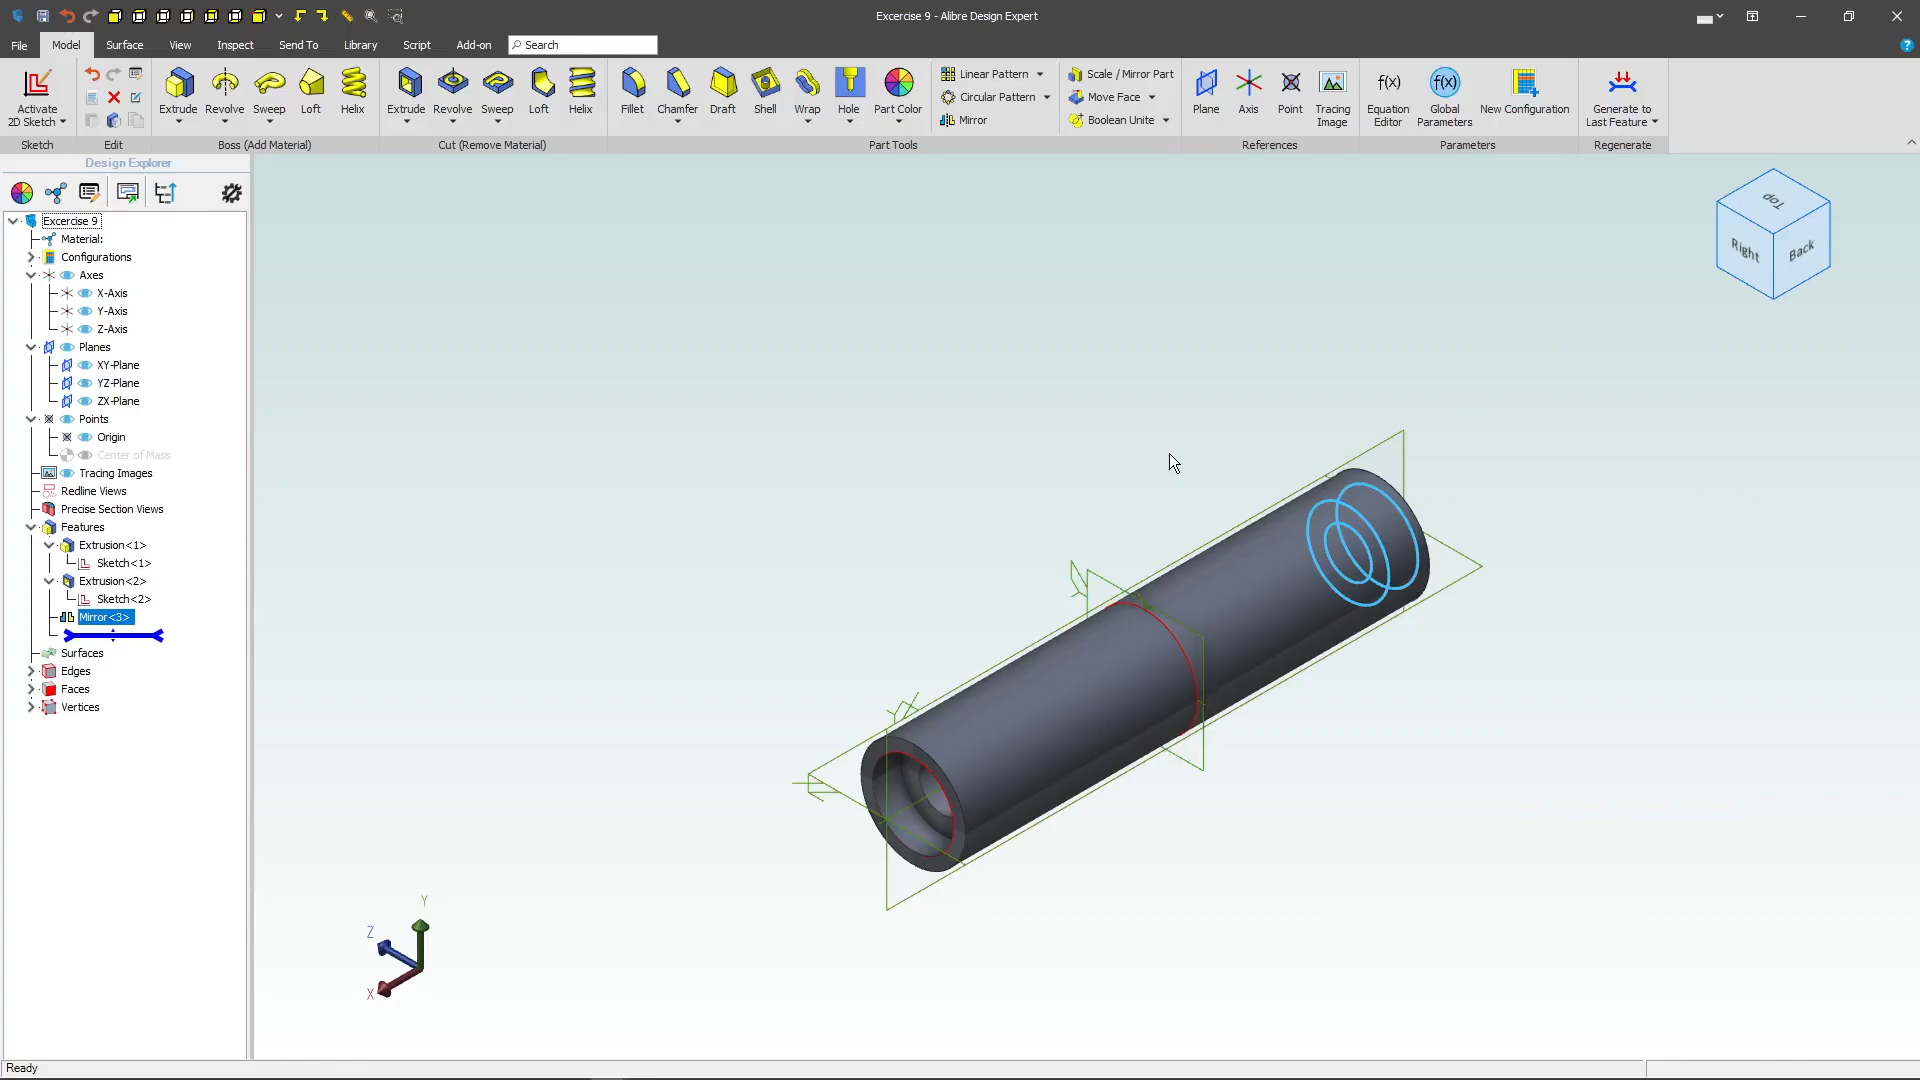 Excercise 9 - Alibre Design Expert
File Model Surface View Inspect Send To Library Script Add-on Search
Activate 2D Sketch
Extrude Revolve Sweep Loft Helix
Extrude Revolve Sweep Loft Helix
Fillet Chamfer Draft Shell Wrap Hole Part Color
Linear Pattern
Circular Pattern
Mirror
Scale / Mirror Part
Move Face
Boolean Unite
Plane Axis Point Tracing Image
f(x) Equation Editor
f(x) Global Parameters
New Configuration
Generate to Last Feature
Sketch Edit Boss (Add Material) Cut (Remove Material) Part Tools References Parameters Regenerate
Design Explorer
Excercise 9
Material:
Configurations
Axes
X-Axis
Y-Axis
Z-Axis
Planes
XY-Plane
YZ-Plane
ZX-Plane
Points
Origin
Center of Mass
Tracing Images
Redline Views
Precise Section Views
Features
Extrusion<1>
Sketch<1>
Extrusion<2>
Sketch<2>
Mirror<3>
Surfaces
Edges
Faces
Vertices
Top
Right
Back
Y
Z
X
Ready